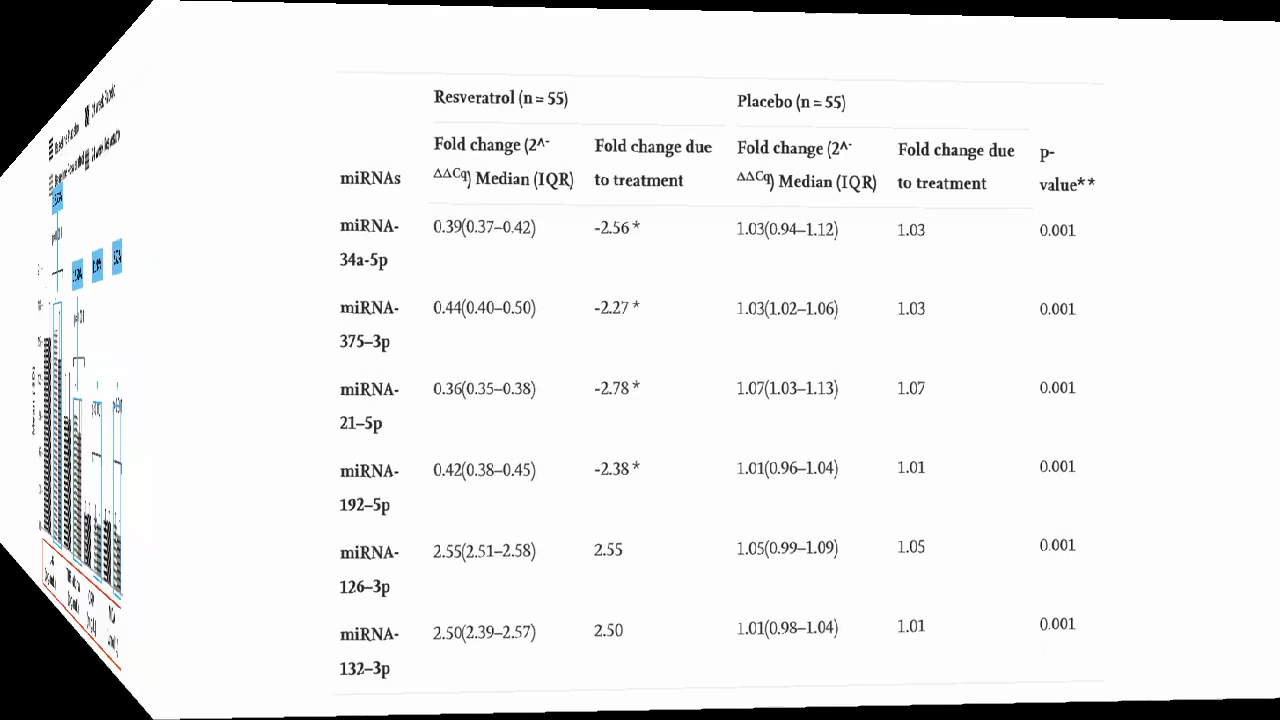 Resveratrol (n = 55) Placebo (n = 55)
miRNAs Fold change (2^-ΔΔCq) Median (IQR) Fold change due to treatment Fold change (2^-ΔΔCq) Median (IQR) Fold change due to treatment p-value**
miRNA-34a-5p 0.39(0.37–0.42) -2.56 * 1.03(0.94–1.12) 1.03 0.001
miRNA-375–3p 0.44(0.40–0.50) -2.27 * 1.03(1.02–1.06) 1.03 0.001
miRNA-21–5p 0.36(0.35–0.38) -2.78 * 1.07(1.03–1.13) 1.07 0.001
miRNA-192–5p 0.42(0.38–0.45) -2.38 * 1.01(0.96–1.04) 1.01 0.001
miRNA-126–3p 2.55(2.51–2.58) 2.55 1.05(0.99–1.09) 1.05 0.001
miRNA-132–3p 2.50(2.39–2.57) 2.50 1.01(0.98–1.04) 1.01 0.001